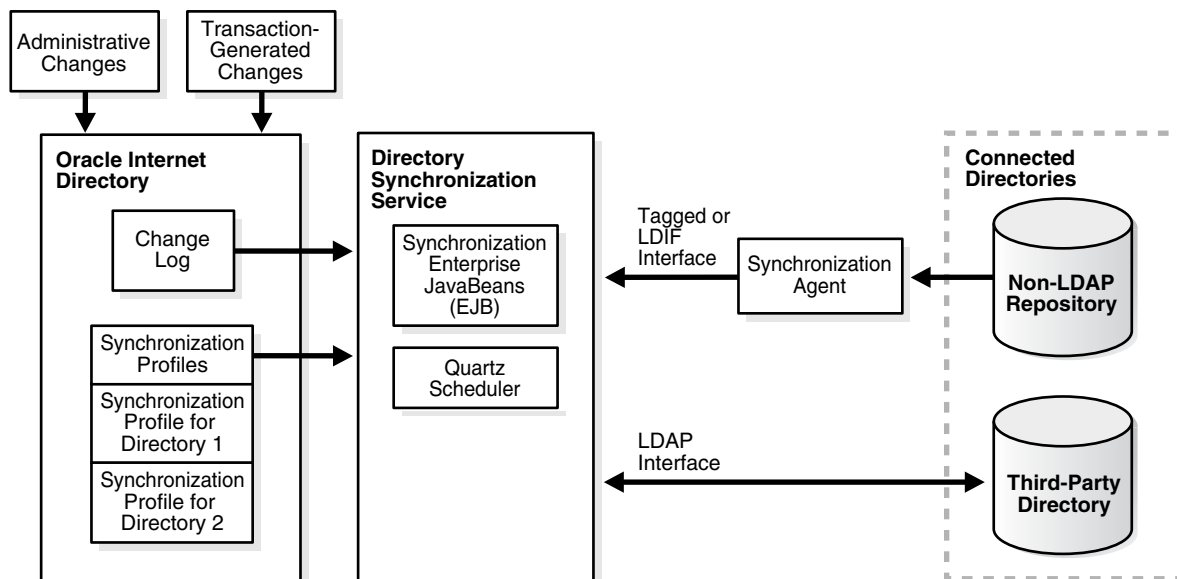 Administrative
Changes
Transaction-
Generated
Changes
Oracle Internet
Directory
Change
Log
Synchronization
Profiles
Synchronization
Profile for
Directory 1
Synchronization
Profile for
Directory 2
Directory
Synchronization
Service
Synchronization
Enterprise
JavaBeans
(EJB)
Quartz
Scheduler
Tagged or
LDIF
Interface
Synchronization
Agent
LDAP
Interface
Connected
Directories
Non-LDAP
Repository
Third-Party
Directory